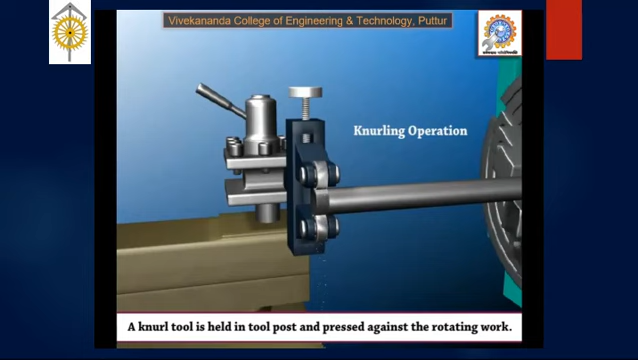 Vivekananda College of Engineering & Technology, Puttur
Knurling Operation
A knurl tool is held in tool post and pressed against the rotating work.